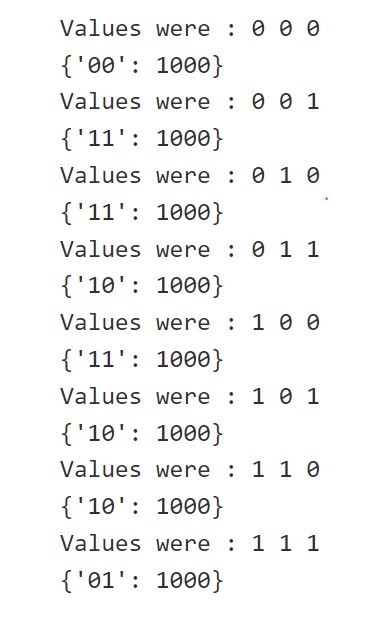 Values were : 0 0 0
{'00': 1000}
Values were : 0 0 1
{'11': 1000}
Values were : 0 1 0
{'11': 1000}
Values were : 0 1 1
{'10': 1000}
Values were : 1 0 0
{'11': 1000}
Values were : 1 0 1
{'10': 1000}
Values were : 1 1 0
{'10': 1000}
Values were : 1 1 1
{'01': 1000}